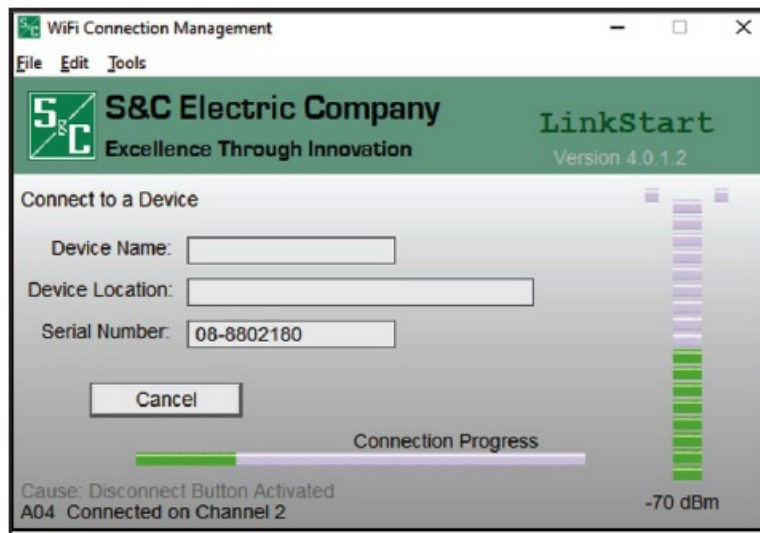 S&C WiFi Connection Management
File Edit Tools
S&C
S&C Electric Company
Excellence Through Innovation
LinkStart
Version 4.0.1.2
Connect to a Device
Device Name:
Device Location:
Serial Number: 08-8802180
Cancel
Connection Progress
Cause: Disconnect Button Activated
A04 Connected on Channel 2
-70 dBm